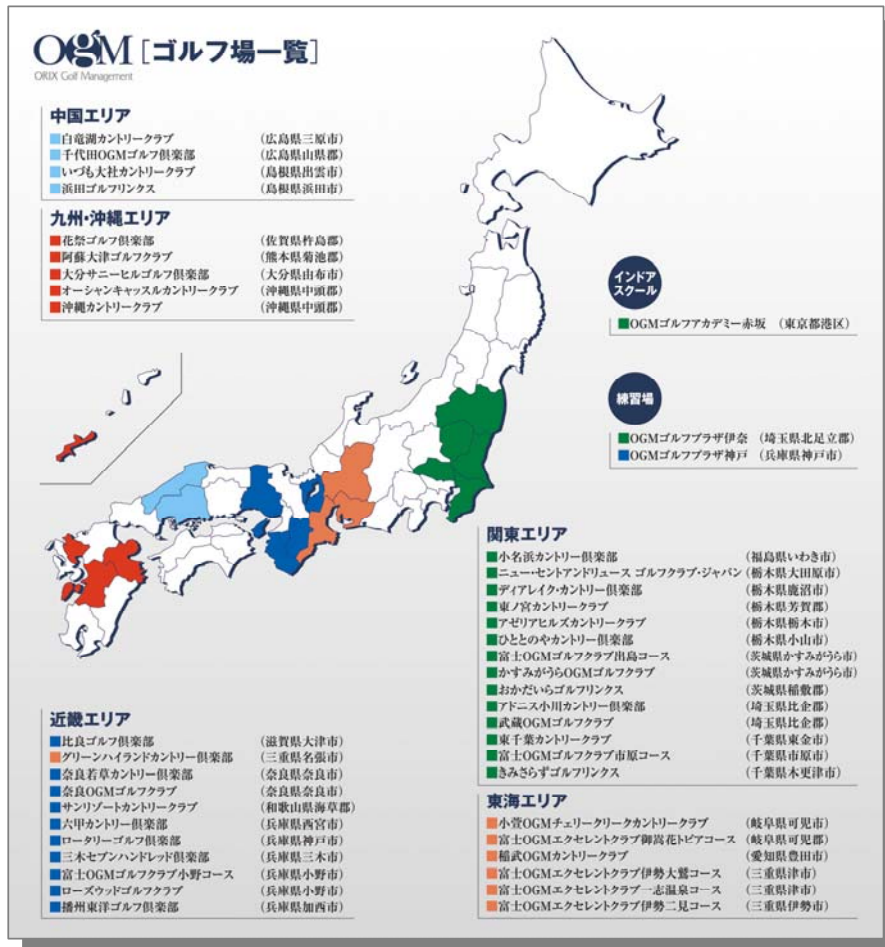 OGM [ゴルフ場一覧]
ORIX Golf Management
中国エリア
白竜湖カントリークラブ (広島県三原市)
千代田OGMゴルフ倶楽部 (広島県山県郡)
いづも大社カントリークラブ (島根県出雲市)
浜田ゴルフリンクス (島根県浜田市)
九州・沖縄エリア
花祭ゴルフ倶楽部 (佐賀県杵島郡)
阿蘇大津ゴルフクラブ (熊本県菊池郡)
大分サニーヒルゴルフ倶楽部 (大分県由布市)
オーシャンキャッスルカントリークラブ (沖縄県中頭郡)
沖縄カントリークラブ (沖縄県中頭郡)
インドア
スクール
OGMゴルフアカデミー赤坂 (東京都港区)
練習場
OGMゴルフプラザ伊奈 (埼玉県北足立郡)
OGMゴルフプラザ神戸 (兵庫県神戸市)
関東エリア
小名浜カントリー倶楽部 (福島県いわき市)
ニュー・セントアンドリュース ゴルフクラブ・ジャパン (栃木県大田原市)
ディアレイク・カントリー倶楽部 (栃木県鹿沼市)
東ノ宮カントリークラブ (栃木県芳賀郡)
アゼリアヒルズカントリークラブ (栃木県栃木市)
ひととのやカントリー倶楽部 (栃木県小山市)
富士OGMゴルフクラブ出島コース (茨城県かすみがうら市)
かすみがうらOGMゴルフクラブ (茨城県かすみがうら市)
おかだいらゴルフリンクス (茨城県稲敷郡)
アドニス小川カントリー倶楽部 (埼玉県比企郡)
武蔵OGMゴルフクラブ (埼玉県比企郡)
東千葉カントリークラブ (千葉県東金市)
富士OGMゴルフクラブ市原コース (千葉県市原市)
きみさらずゴルフリンクス (千葉県木更津市)
近畿エリア
比良ゴルフ倶楽部 (滋賀県大津市)
グリーンハイランドカントリー倶楽部 (三重県名張市)
奈良若草カントリー倶楽部 (奈良県奈良市)
奈良OGMゴルフクラブ (奈良県奈良市)
サンリゾートカントリークラブ (和歌山県海草郡)
六甲カントリー倶楽部 (兵庫県西宮市)
ロータリーゴルフ倶楽部 (兵庫県神戸市)
三木セブンハンドレッド倶楽部 (兵庫県三木市)
富士OGMゴルフクラブ小野コース (兵庫県小野市)
ローズウッドゴルフクラブ (兵庫県小野市)
播州東洋ゴルフ倶楽部 (兵庫県加西市)
東海エリア
小萱OGMチェリークリークカントリークラブ (岐阜県可児市)
富士OGMエクセレントクラブ御嵩花トピアコース (岐阜県可児郡)
稲武OGMカントリークラブ (愛知県豊田市)
富士OGMエクセレントクラブ伊勢大鷲コース (三重県津市)
富士OGMエクセレントクラブ一志温泉コース (三重県津市)
富士OGMエクセレントクラブ伊勢二見コース (三重県伊勢市)